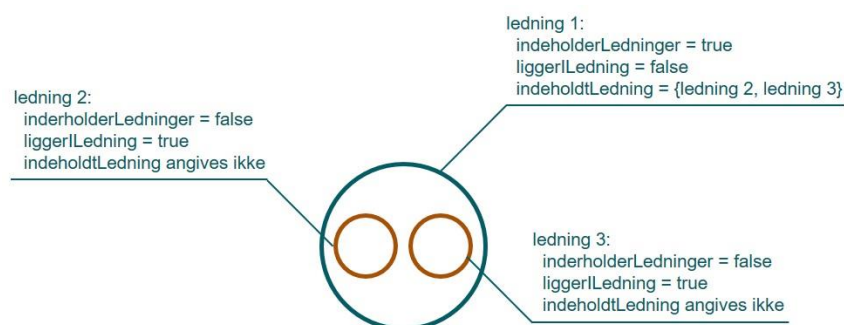 ledning 1:
indeholderLedninger = true
liggerILedning = false
indeholdtLedning = {ledning 2, ledning 3}
ledning 2:
inderholderLedninger = false
liggerILedning = true
indeholdtLedning angives ikke
ledning 3:
inderholderLedninger = false
liggerILedning = true
indeholdtLedning angives ikke